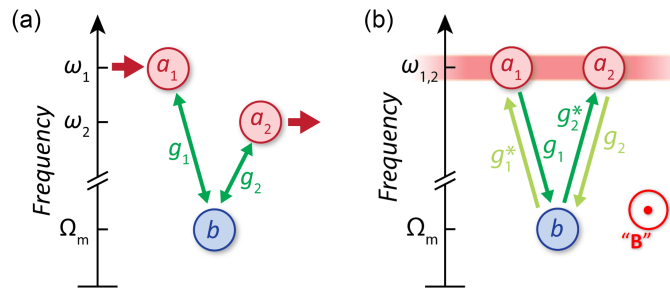 (a)
ω₁
a₁
ω₂
a₂
g₁
g₂
Frequency
Ωₘ
b
(b)
ω₁,₂
a₁
a₂
g₁*
g₁
g₂*
g₂
Frequency
Ωₘ
b
“B”